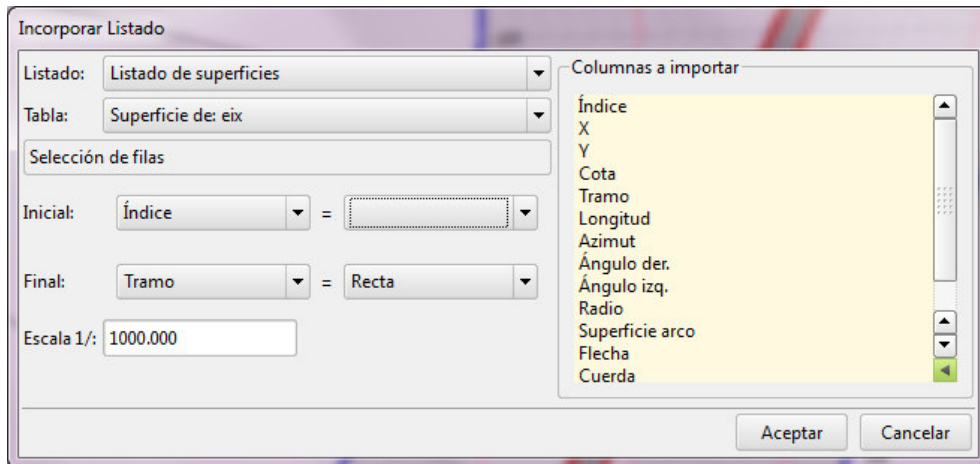 Incorporar Listado
Listado: Listado de superficies
Tabla: Superficie de: eix
Selección de filas
Inicial: Índice =
Final: Tramo = Recta
Escala 1/: 1000.000
Columnas a importar
Índice
X
Y
Cota
Tramo
Longitud
Azimut
Ángulo der.
Ángulo izq.
Radio
Superficie arco
Flecha
Cuerda
Aceptar Cancelar